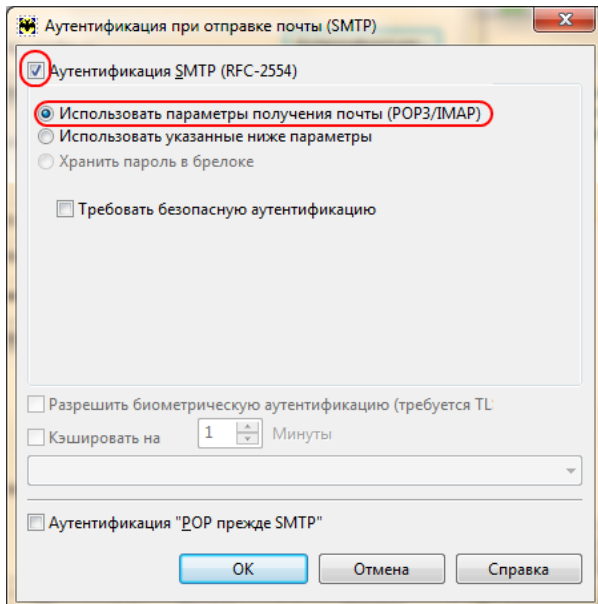 Аутентификация при отправке почты (SMTP)
Аутентификация SMTP (RFC-2554)
Использовать параметры получения почты (POP3/IMAP)
Использовать указанные ниже параметры
Хранить пароль в брелоке
Требовать безопасную аутентификацию
Разрешить биометрическую аутентификацию (требуется TL
Кэшировать на 1 Минуты
Аутентификация "POP прежде SMTP"
OK Отмена Справка